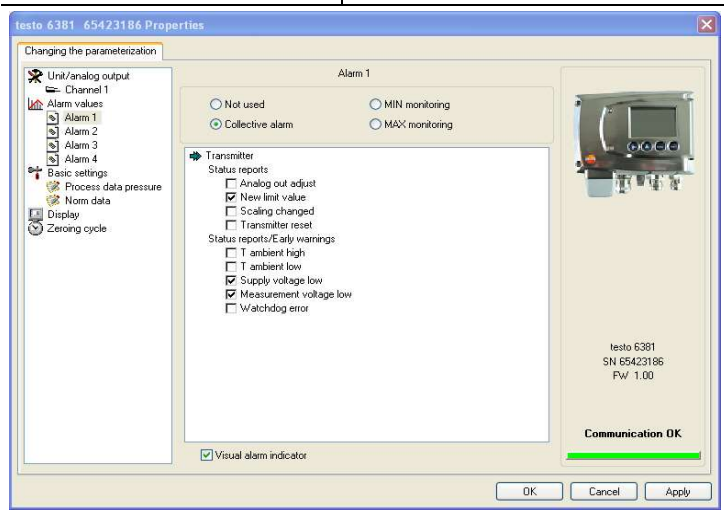 testo 6381 65423186 Properties
Changing the parameterization
Unit/analog output
Channel 1
Alarm values
Alarm 1
Alarm 2
Alarm 3
Alarm 4
Basic settings
Process data pressure
Norm data
Display
Zeroing cycle
Alarm 1
Not used
MIN monitoring
Collective alarm
MAX monitoring
Transmitter
Status reports
Analog out adjust
New limit value
Scaling changed
Transmitter reset
Status reports/Early warnings
T ambient high
T ambient low
Supply voltage low
Measurement voltage low
Watchdog error
Visual alarm indicator
testo 6381
SN 65423186
FW 1.00
Communication OK
OK
Cancel
Apply